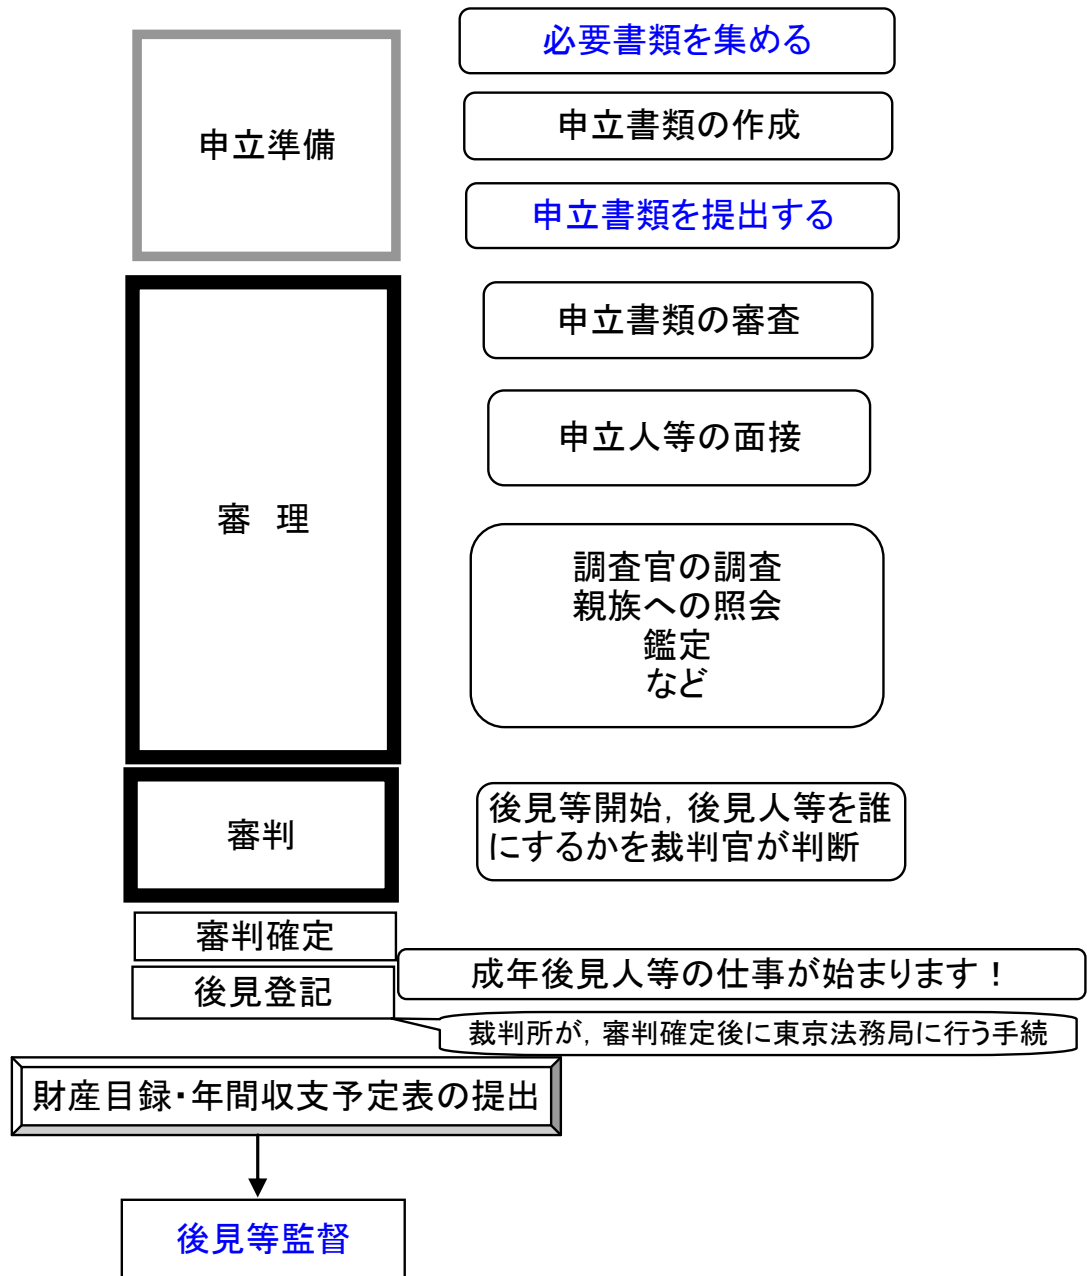 必要書類を集める
申立準備
申立書類の作成
申立書類を提出する
申立書類の審査
申立人等の面接
審　理
調査官の調査
親族への照会
鑑定
など
審判
後見等開始，後見人等を誰
にするかを裁判官が判断
審判確定
後見登記
成年後見人等の仕事が始まります！
裁判所が，審判確定後に東京法務局に行う手続
財産目録・年間収支予定表の提出
後見等監督